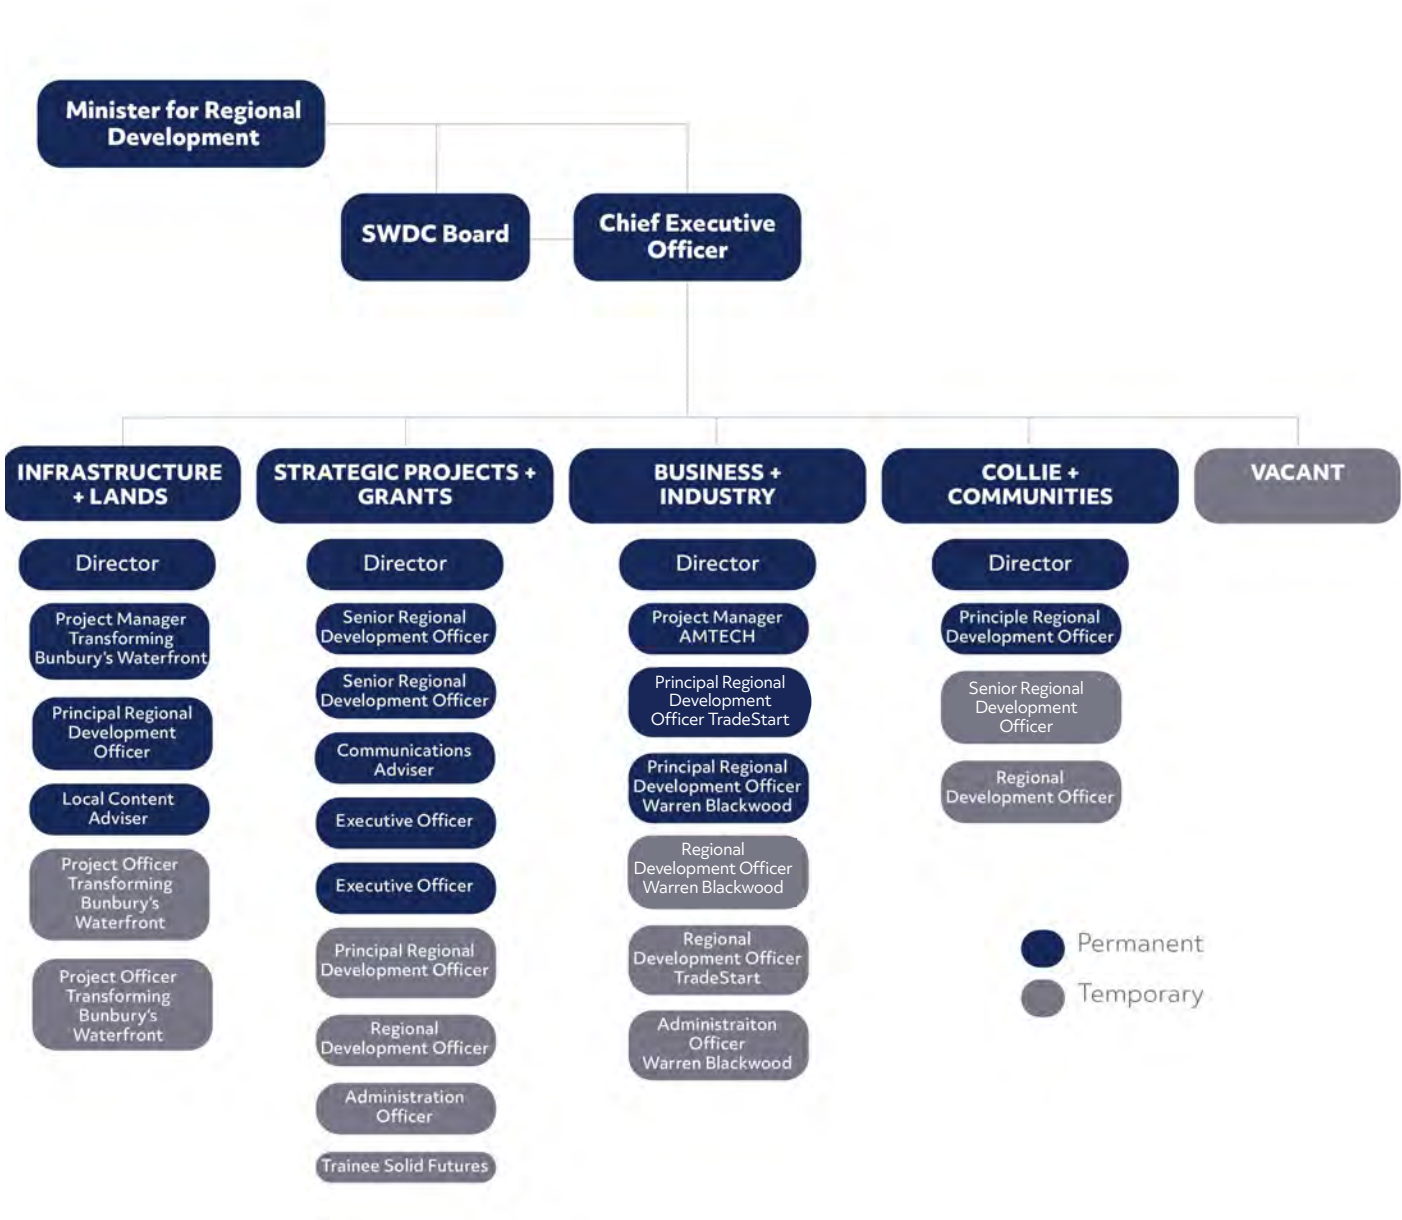 Minister for Regional
Development
SWDC Board
Chief Executive
Officer
INFRASTRUCTURE
+ LANDS
Director
Project Manager
Transforming
Bunbury's Waterfront
Principal Regional
Development
Officer
Local Content
Adviser
Project Officer
Transforming
Bunbury's
Waterfront
Project Officer
Transforming
Bunbury's
Waterfront
STRATEGIC PROJECTS +
GRANTS
Director
Senior Regional
Development Officer
Senior Regional
Development Officer
Communications
Adviser
Executive Officer
Executive Officer
Principal Regional
Development Officer
Regional
Development Officer
Administration
Officer
Trainee Solid Futures
BUSINESS +
INDUSTRY
Director
Project Manager
AMTECH
Principal Regional
Development
Officer TradeStart
Principal Regional
Development Officer
Warren Blackwood
Regional
Development Officer
Warren Blackwood
Regional
Development Officer
TradeStart
Administraiton
Officer
Warren Blackwood
COLLIE +
COMMUNITIES
Director
Principle Regional
Development Officer
Senior Regional
Development
Officer
Regional
Development Officer
VACANT
Permanent
Temporary